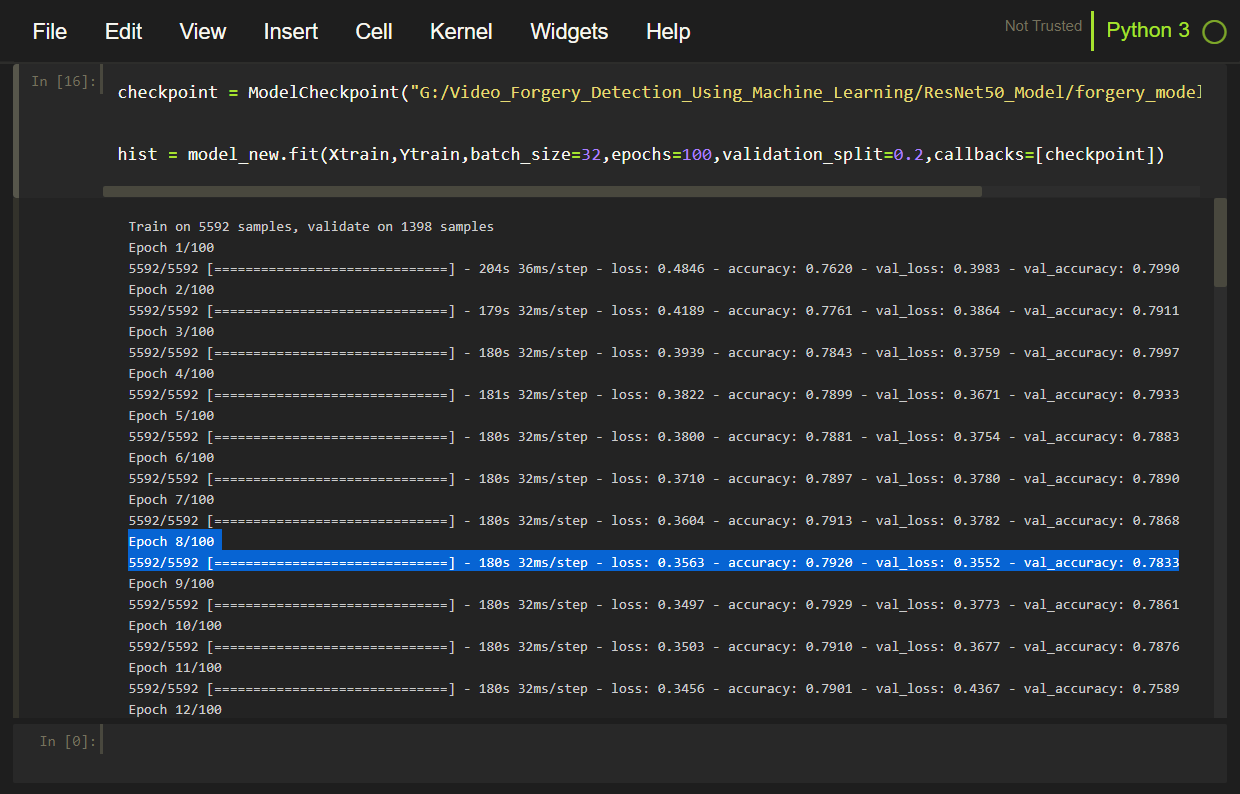 File Edit View Insert Cell Kernel Widgets Help Not Trusted Python 3
In [16]: checkpoint = ModelCheckpoint("G:/Video_Forgery_Detection_Using_Machine_Learning/ResNet50_Model/forgery_model
hist = model_new.fit(Xtrain,Ytrain,batch_size=32,epochs=100,validation_split=0.2,callbacks=[checkpoint])
Train on 5592 samples, validate on 1398 samples
Epoch 1/100
5592/5592 [==============================] - 204s 36ms/step - loss: 0.4846 - accuracy: 0.7620 - val_loss: 0.3983 - val_accuracy: 0.7990
Epoch 2/100
5592/5592 [==============================] - 179s 32ms/step - loss: 0.4189 - accuracy: 0.7761 - val_loss: 0.3864 - val_accuracy: 0.7911
Epoch 3/100
5592/5592 [==============================] - 180s 32ms/step - loss: 0.3939 - accuracy: 0.7843 - val_loss: 0.3759 - val_accuracy: 0.7997
Epoch 4/100
5592/5592 [==============================] - 181s 32ms/step - loss: 0.3822 - accuracy: 0.7899 - val_loss: 0.3671 - val_accuracy: 0.7933
Epoch 5/100
5592/5592 [==============================] - 180s 32ms/step - loss: 0.3800 - accuracy: 0.7881 - val_loss: 0.3754 - val_accuracy: 0.7883
Epoch 6/100
5592/5592 [==============================] - 180s 32ms/step - loss: 0.3710 - accuracy: 0.7897 - val_loss: 0.3780 - val_accuracy: 0.7890
Epoch 7/100
5592/5592 [==============================] - 180s 32ms/step - loss: 0.3604 - accuracy: 0.7913 - val_loss: 0.3782 - val_accuracy: 0.7868
Epoch 8/100
5592/5592 [==============================] - 180s 32ms/step - loss: 0.3563 - accuracy: 0.7920 - val_loss: 0.3552 - val_accuracy: 0.7833
Epoch 9/100
5592/5592 [==============================] - 180s 32ms/step - loss: 0.3497 - accuracy: 0.7929 - val_loss: 0.3773 - val_accuracy: 0.7861
Epoch 10/100
5592/5592 [==============================] - 180s 32ms/step - loss: 0.3503 - accuracy: 0.7910 - val_loss: 0.3677 - val_accuracy: 0.7876
Epoch 11/100
5592/5592 [==============================] - 180s 32ms/step - loss: 0.3456 - accuracy: 0.7901 - val_loss: 0.4367 - val_accuracy: 0.7589
Epoch 12/100
In [0]: